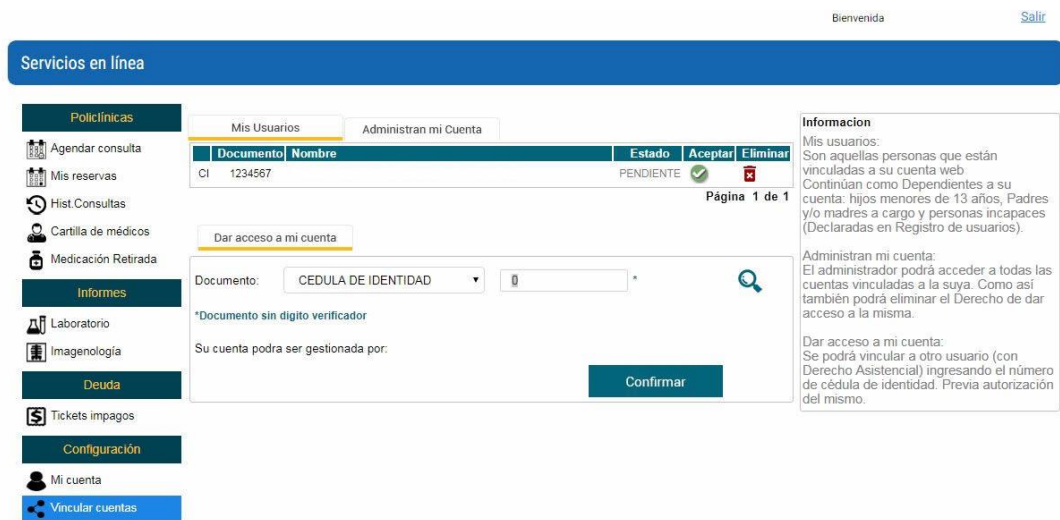 Bienvenida
Salir
Servicios en línea
Policlínicas
Agendar consulta
Mis reservas
Hist.Consultas
Cartilla de médicos
Medicación Retirada
Informes
Laboratorio
Imagenología
Deuda
Tickets impagos
Configuración
Mi cuenta
Vincular cuentas
Mis Usuarios
Administran mi Cuenta
Documento Nombre Estado Aceptar Eliminar
CI 1234567 PENDIENTE
Página 1 de 1
Dar acceso a mi cuenta
Documento: CEDULA DE IDENTIDAD 0 *
*Documento sin digito verificador
Su cuenta podra ser gestionada por:
Confirmar
Informacion
Mis usuarios:
Son aquellas personas que están
vinculadas a su cuenta web
Continúan como Dependientes a su
cuenta: hijos menores de 13 años, Padres
y/o madres a cargo y personas incapaces
(Declaradas en Registro de usuarios).
Administran mi cuenta:
El administrador podrá acceder a todas las
cuentas vinculadas a la suya. Como así
también podrá eliminar el Derecho de dar
acceso a la misma.
Dar acceso a mi cuenta:
Se podrá vincular a otro usuario (con
Derecho Asistencial) ingresando el número
de cédula de identidad. Previa autorización
del mismo.